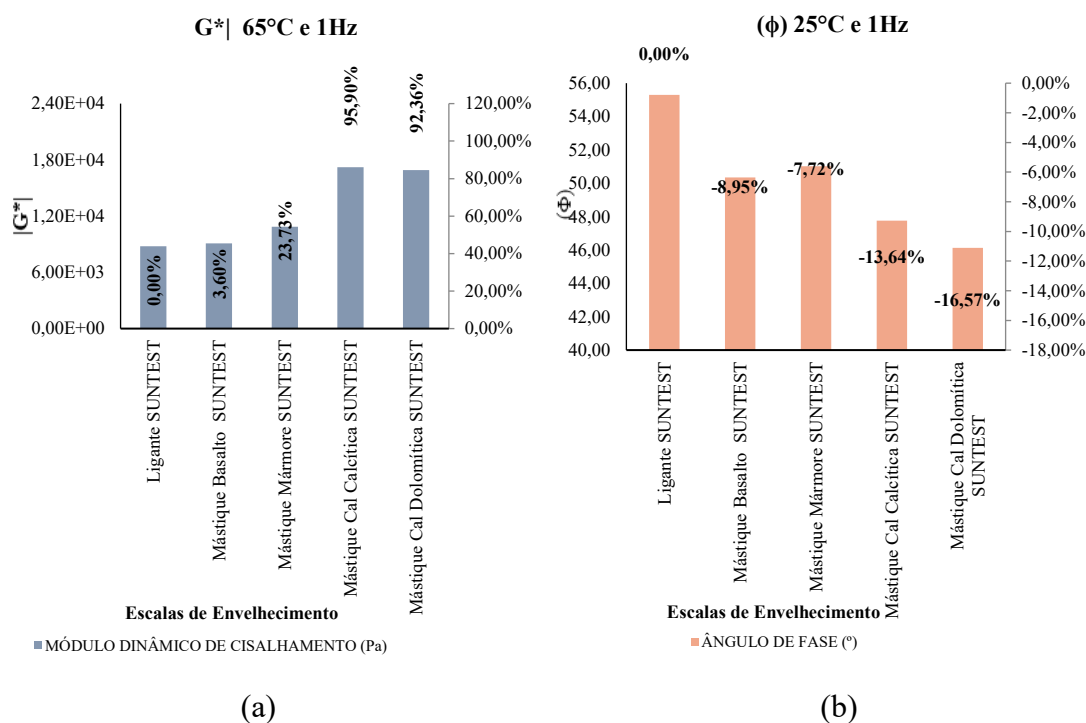 G*| 65°C e 1Hz
2,40E+04
1,80E+04
1,20E+04
6,00E+03
0,00E+00
|G*|
120,00%
100,00%
80,00%
60,00%
40,00%
20,00%
0,00%
0,00%
3,60%
23,73%
95,90%
92,36%
Ligante SUNTEST
Mástique Basalto SUNTEST
Mástique Mármore SUNTEST
Mástique Cal Calcítica SUNTEST
Mástique Cal Dolomítica SUNTEST
Escalas de Envelhecimento
MÓDULO DINÂMICO DE CISALHAMENTO (Pa)
(a)
(ϕ) 25°C e 1Hz
56,00
54,00
52,00
50,00
48,00
46,00
44,00
42,00
40,00
(Φ)
0,00%
-2,00%
-4,00%
-6,00%
-8,00%
-10,00%
-12,00%
-14,00%
-16,00%
-18,00%
0,00%
-8,95%
-7,72%
-13,64%
-16,57%
Ligante SUNTEST
Mástique Basalto SUNTEST
Mástique Mármore SUNTEST
Mástique Cal Calcítica SUNTEST
Mástique Cal Dolomítica
SUNTEST
Escalas de Envelhecimento
ÂNGULO DE FASE (º)
(b)